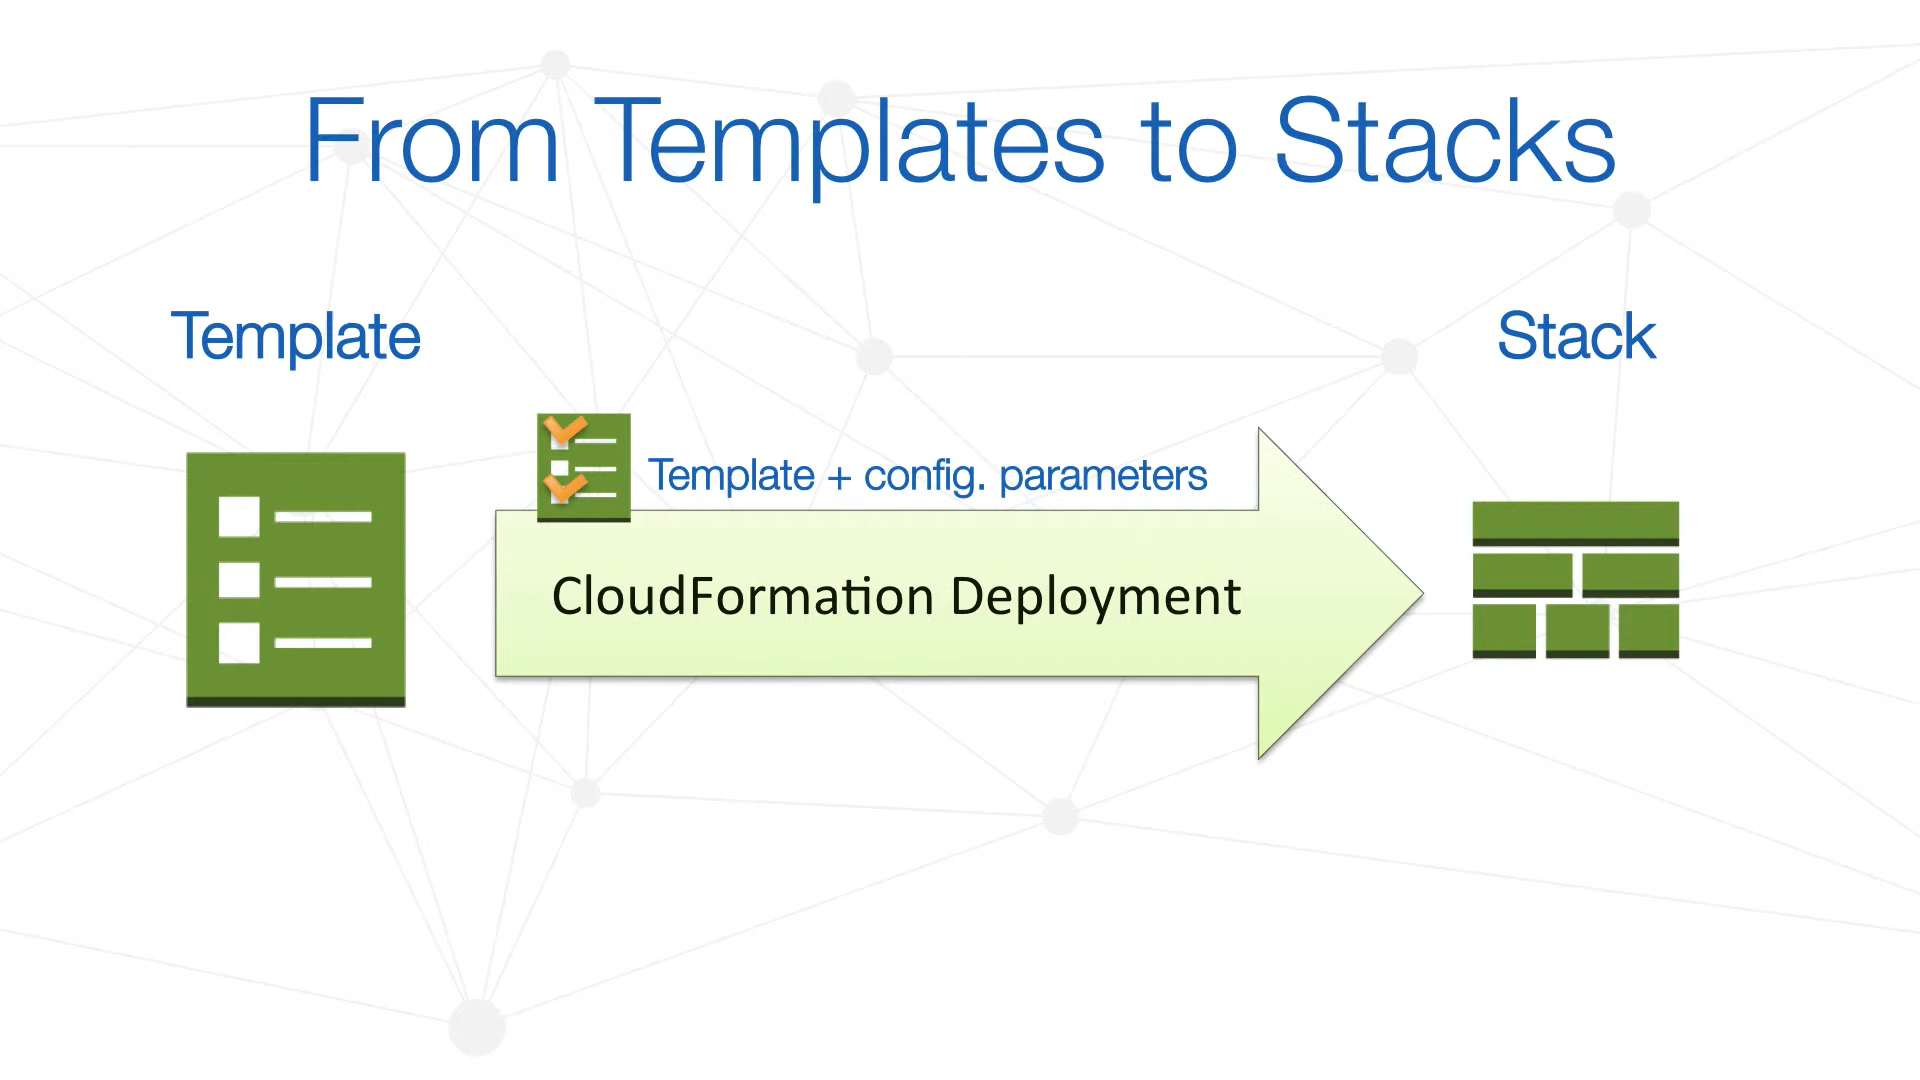 From Templates to Stacks
Template
Stack
Template + config. parameters
CloudFormation Deployment